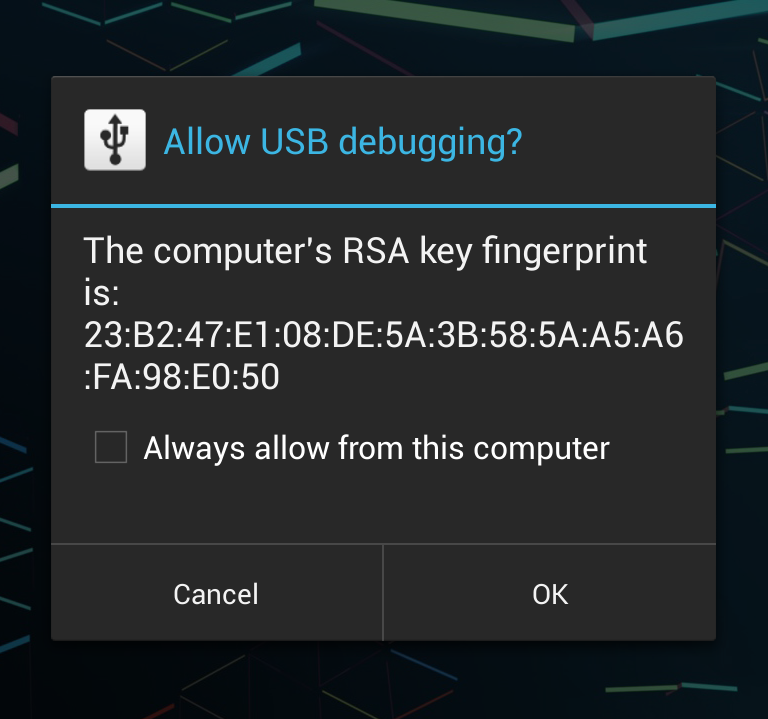 Allow USB debugging?
The computer's RSA key fingerprint
is:
23:B2:47:E1:08:DE:5A:3B:58:5A:A5:A6
:FA:98:E0:50
Always allow from this computer
Cancel
OK